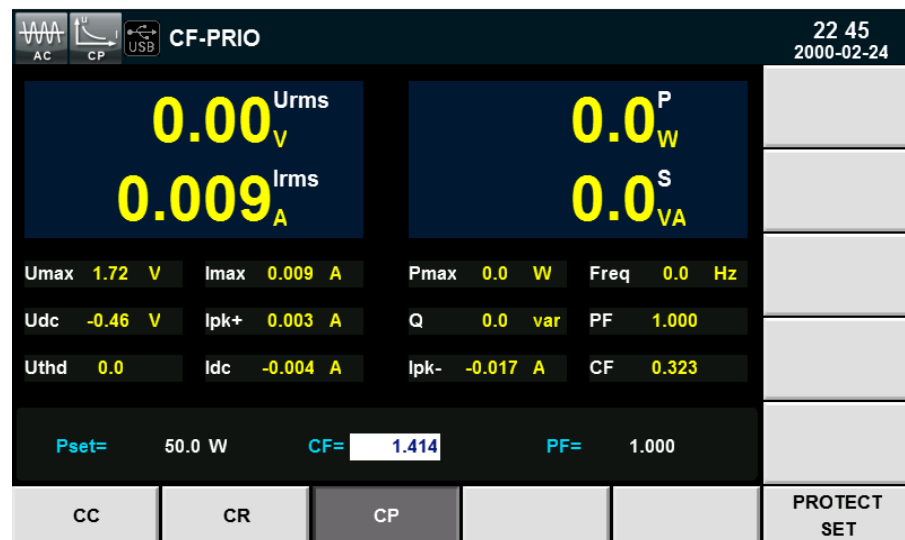 AC CP USB CF-PRIO 22 45
2000-02-24
0.00 Urms V 0.0 P W
0.009 Irms A 0.0 S VA
Umax 1.72 V Imax 0.009 A Pmax 0.0 W Freq 0.0 Hz
Udc -0.46 V Ipk+ 0.003 A Q 0.0 var PF 1.000
Uthd 0.0 Idc -0.004 A Ipk- -0.017 A CF 0.323
Pset= 50.0 W CF= 1.414 PF= 1.000
CC CR CP PROTECT
SET